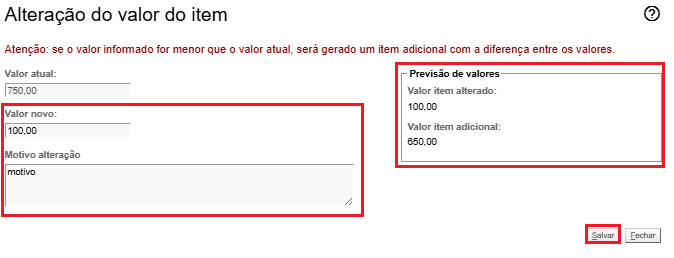 Alteração do valor do item
?
Atenção: se o valor informado for menor que o valor atual, será gerado um item adicional com a diferença entre os valores.
Valor atual:
750,00
Valor novo:
100,00
Motivo alteração
motivo
Previsão de valores
Valor item alterado:
100,00
Valor item adicional:
650,00
Salvar Fechar